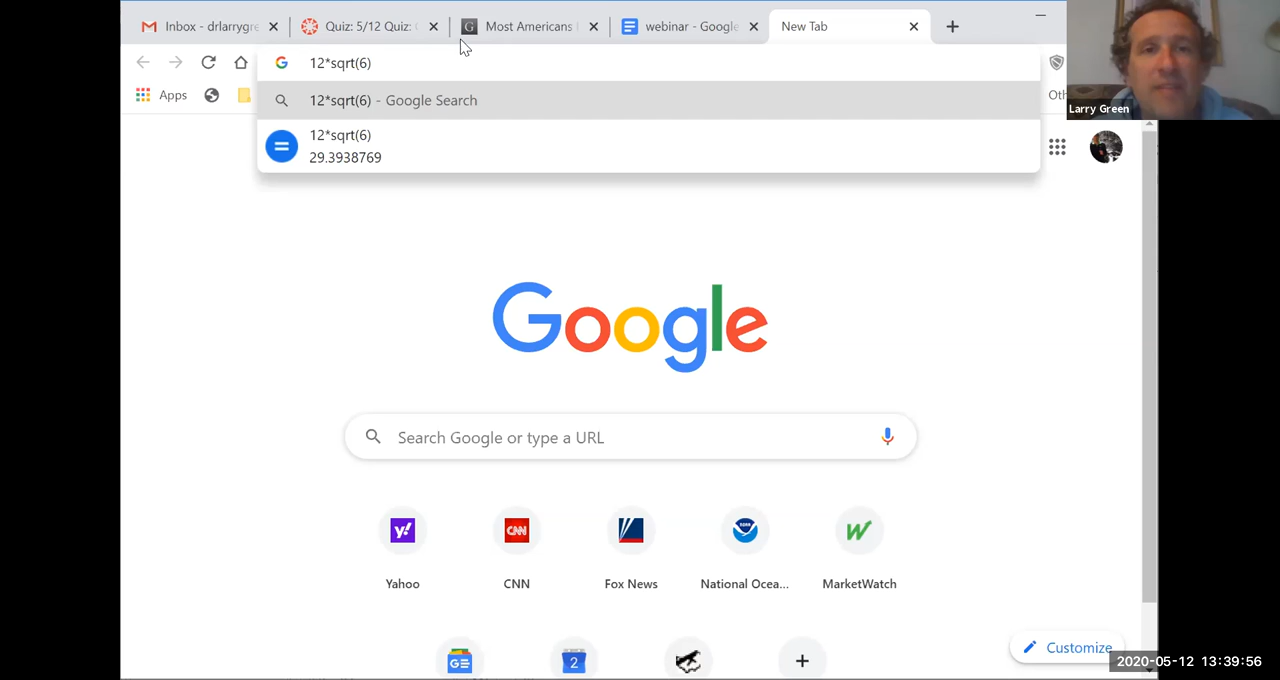 Inbox - drlarrygre
Quiz: 5/12 Quiz:
Most Americans
webinar - Google
New Tab
12*sqrt(6)
Apps
12*sqrt(6) - Google Search
12*sqrt(6)
29.3938769
Larry Green
Google
Search Google or type a URL
Yahoo
CNN
Fox News
National Ocea...
MarketWatch
Customize
2020-05-12 13:39:56